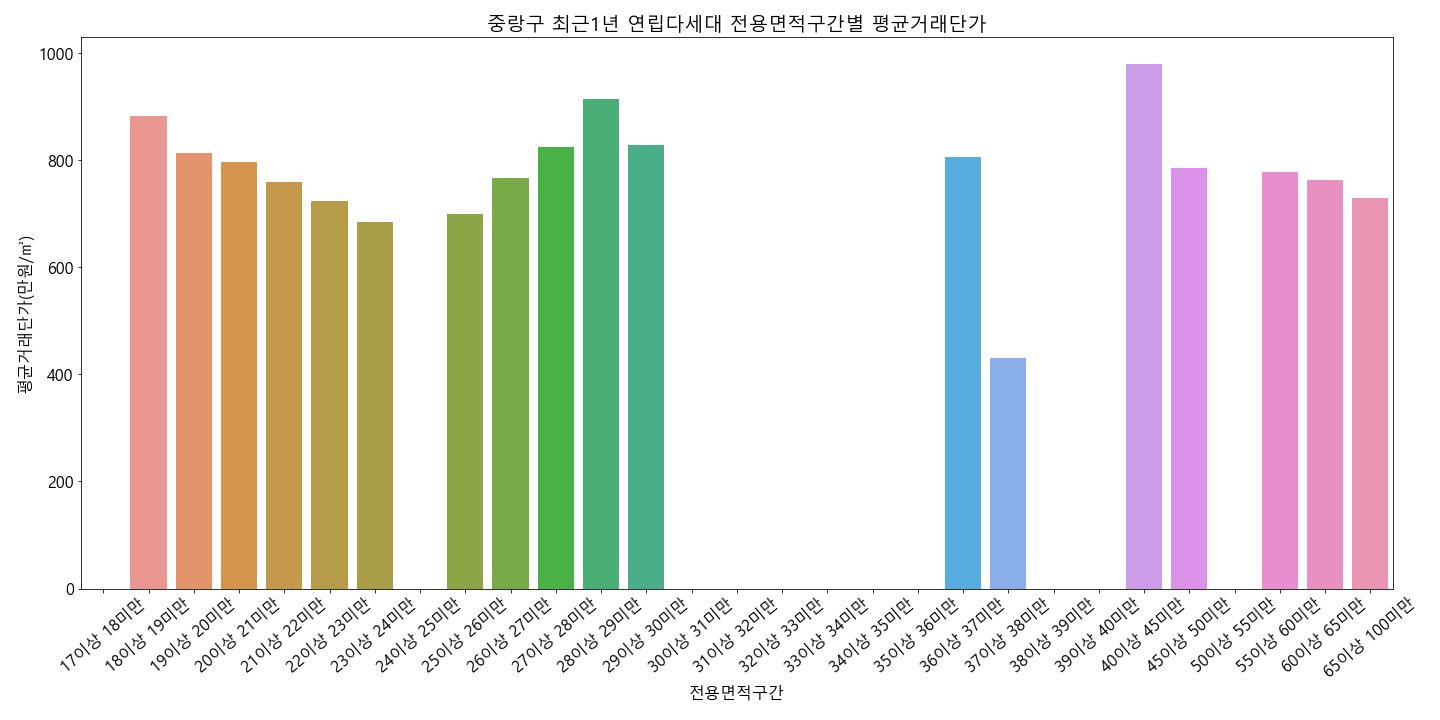 중랑구 최근1년 연립다세대 전용면적구간별 평균거래단가
평균거래단가(만원/㎡)
1000
800
600
400
200
0
17이상 18미만
18이상 19미만
19이상 20미만
20이상 21미만
21이상 22미만
22이상 23미만
23이상 24미만
24이상 25미만
25이상 26미만
26이상 27미만
27이상 28미만
28이상 29미만
29이상 30미만
30이상 31미만
31이상 32미만
32이상 33미만
33이상 34미만
34이상 35미만
35이상 36미만
36이상 37미만
37이상 38미만
38이상 39미만
39이상 40미만
40이상 45미만
45이상 50미만
50이상 55미만
55이상 60미만
60이상 65미만
65이상 100미만
전용면적구간